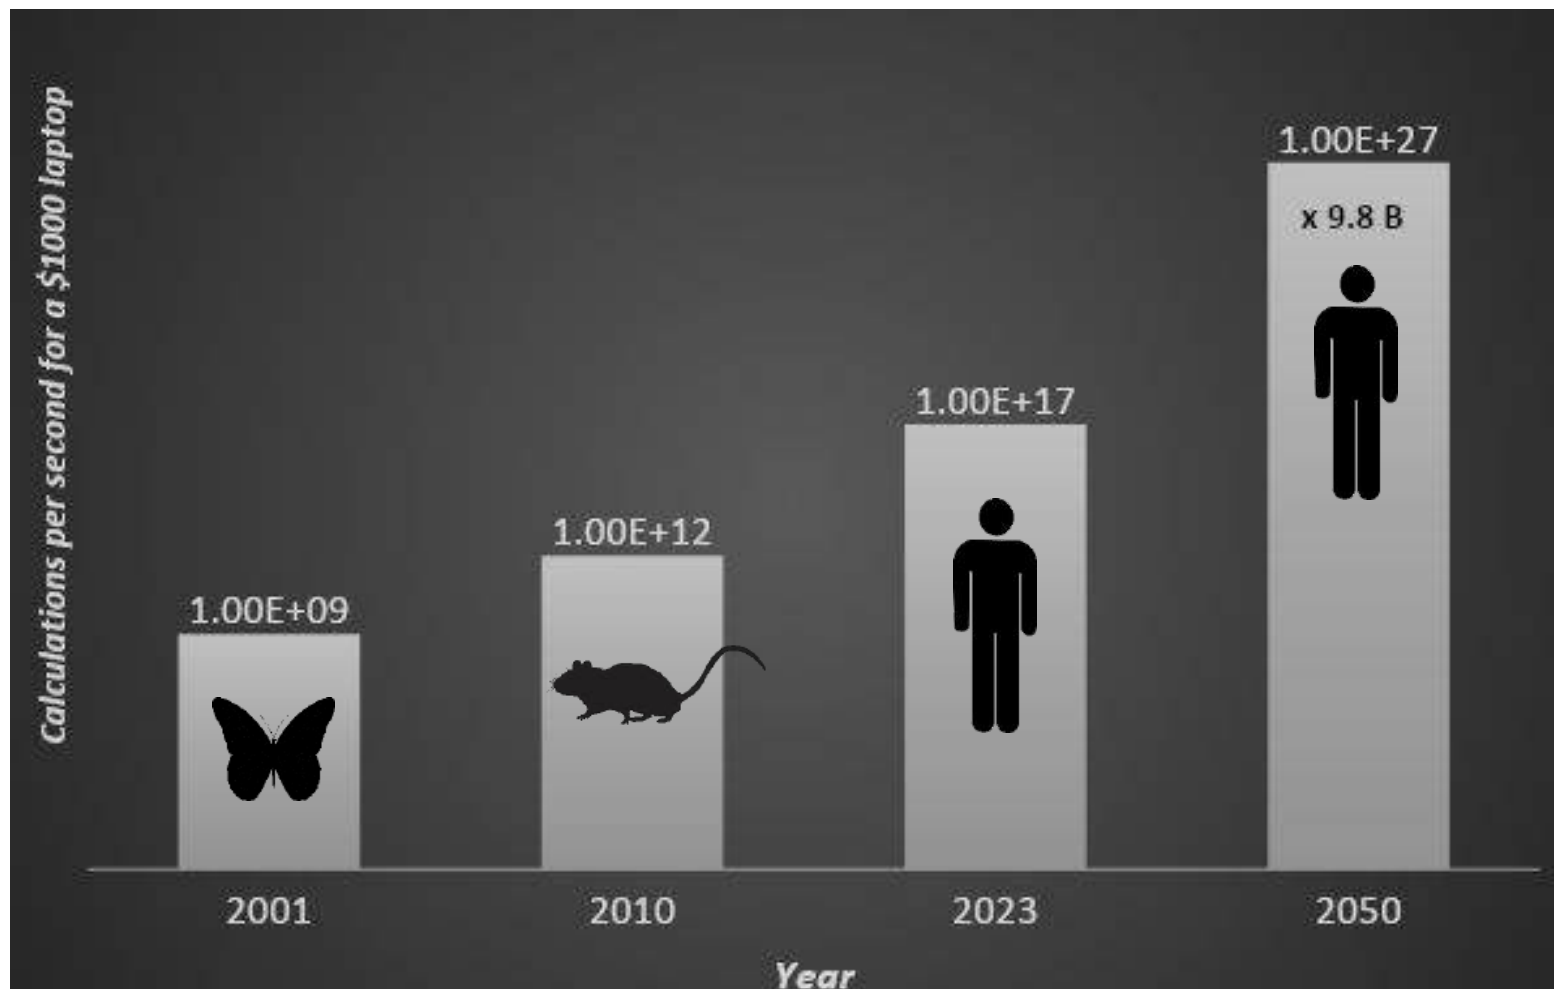 Calculations per second for a $1000 laptop
1.00E+09
1.00E+12
1.00E+17
1.00E+27
x 9.8 B
2001
2010
2023
2050
Year